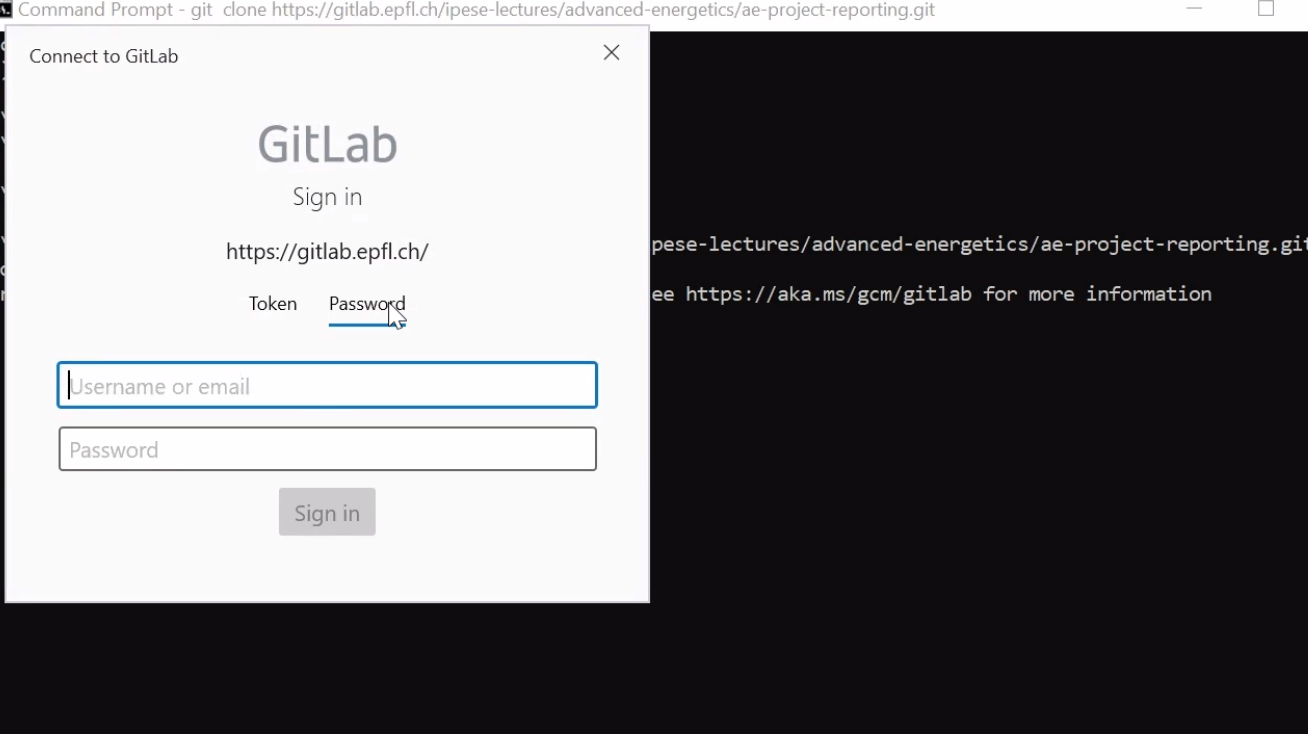 Command Prompt - git  clone https://gitlab.epfl.ch/ipese-lectures/advanced-energetics/ae-project-reporting.git
Connect to GitLab
GitLab
Sign in
https://gitlab.epfl.ch/
pese-lectures/advanced-energetics/ae-project-reporting.git
Token Password
ee https://aka.ms/gcm/gitlab for more information
Username or email
Password
Sign in